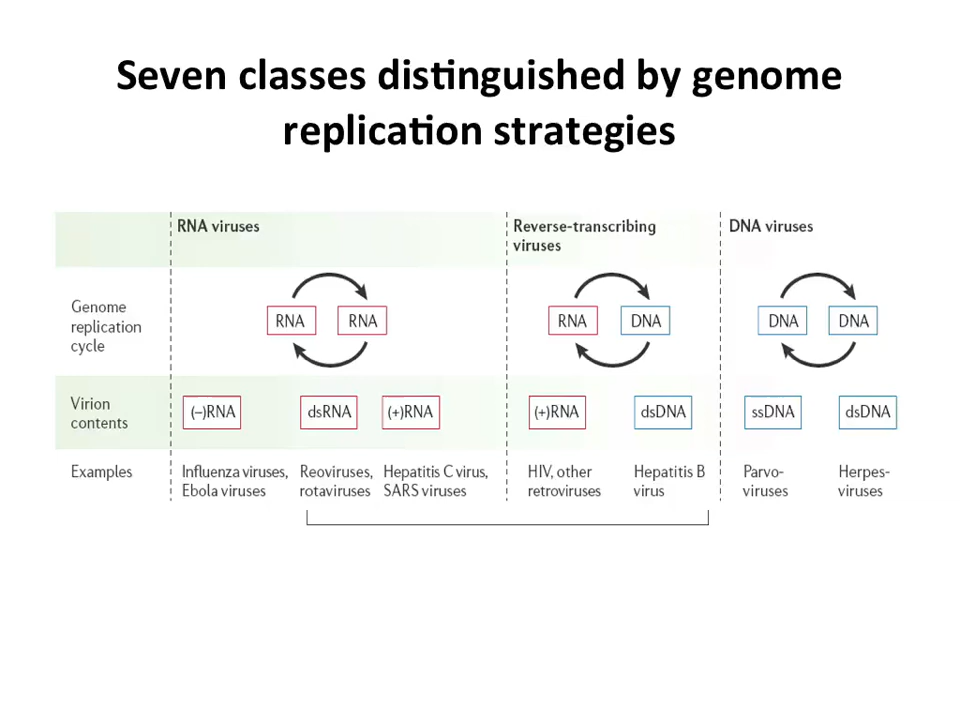 Seven classes distinguished by genome
replication strategies
RNA viruses
Reverse-transcribing
viruses
DNA viruses
Genome
replication
cycle
RNA RNA
RNA DNA
DNA DNA
Virion
contents
(–)RNA dsRNA (+)RNA (+)RNA dsDNA ssDNA dsDNA
Examples
Influenza viruses,
Ebola viruses
Reoviruses,
rotaviruses
Hepatitis C virus,
SARS viruses
HIV, other
retroviruses
Hepatitis B
virus
Parvo-
viruses
Herpes-
viruses